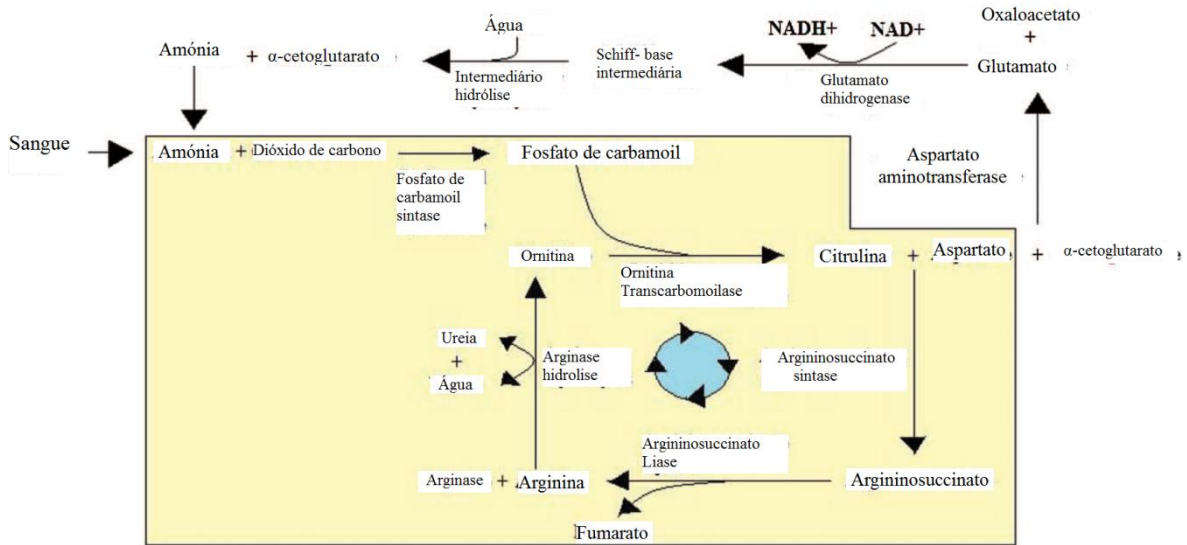 Oxaloacetato
+
Glutamato
NADH+ NAD+
Glutamato
dihidrogenase
Schiff- base
intermediária
Água
Intermediário
hidrólise
Amónia + α-cetoglutarato
Sangue
Amónia + Dióxido de carbono
Fosfato de
carbamoil
sintase
Fosfato de carbamoil
Aspartato
aminotransferase
Ornitina
Ornitina
Transcarbomoilase
Citrulina + Aspartato + α-cetoglutarato
Ureia
+
Água
Arginase
hidrolise
Argininosuccinato
sintase
Argininosuccinato
Liase
Arginase + Arginina
Argininosuccinato
Fumarato